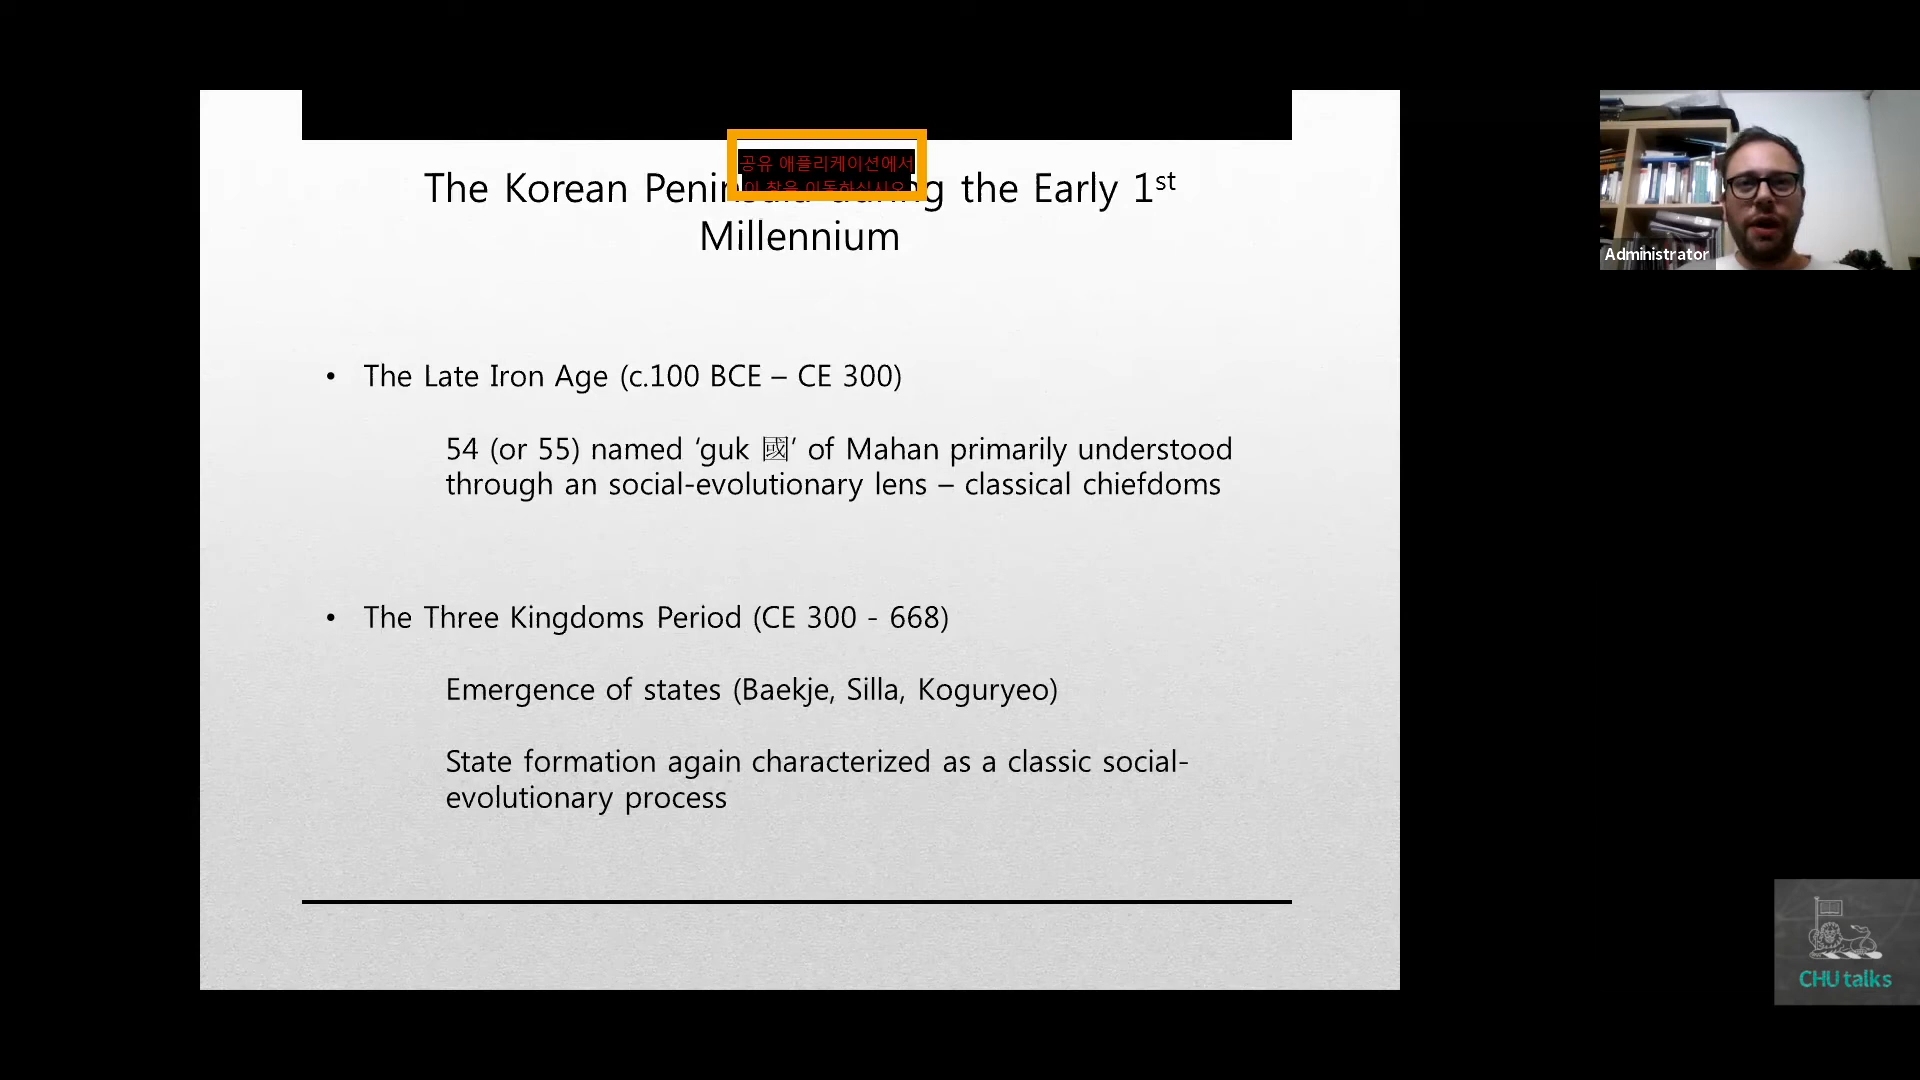 공유 애플리케이션에서
이 창을 이동하십시오
The Korean Peninsula during the Early 1st
Millennium
• The Late Iron Age (c.100 BCE – CE 300)
54 (or 55) named ‘guk 國’ of Mahan primarily understood
through an social-evolutionary lens – classical chiefdoms
• The Three Kingdoms Period (CE 300 - 668)
Emergence of states (Baekje, Silla, Koguryeo)
State formation again characterized as a classic social-
evolutionary process
Administrator
CHU talks